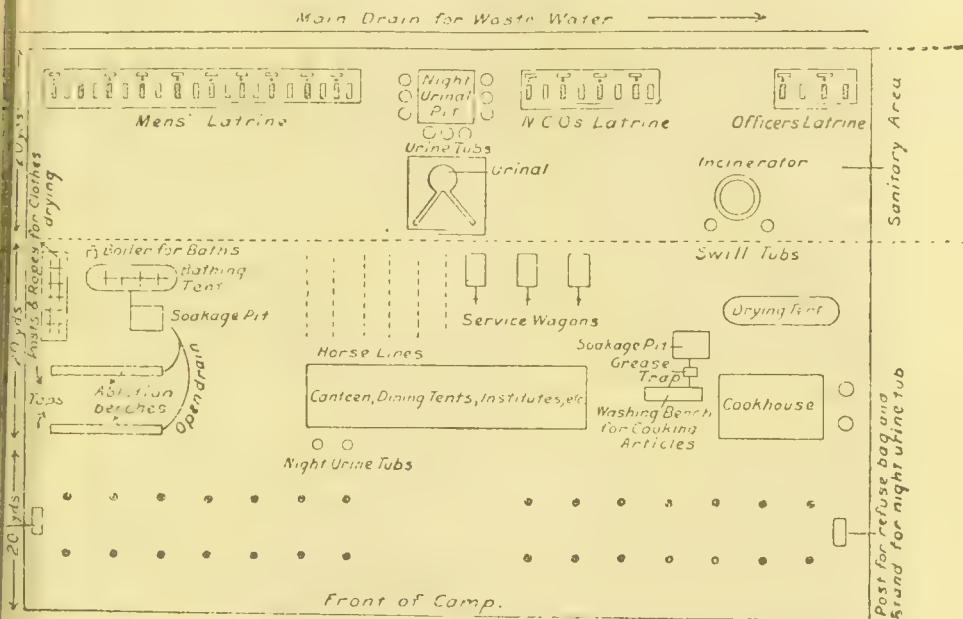 Main Drain for Waste Water
Night
Urinal
Pit
Mens' Latrine
N C Os Latrine
Officers Latrine
Urine Tubs
Urinal
Incinerator
Sanitary Area
Swill Tubs
Posts & Ropes for Clothes
drying
Boiler for Baths
Bathing
Tent
Soakage Pit
Open drain
Taps
Ablution
benches
Horse Lines
Service Wagons
Drying Tent
Soakage Pit
Grease
Trap
Washing Bench
for Cooking
Articles
Cookhouse
Canteen, Dining Tents, Institutes, etc
Night Urine Tubs
20 yds
Post for refuse bag and
stand for night urine tub
Front of Camp.